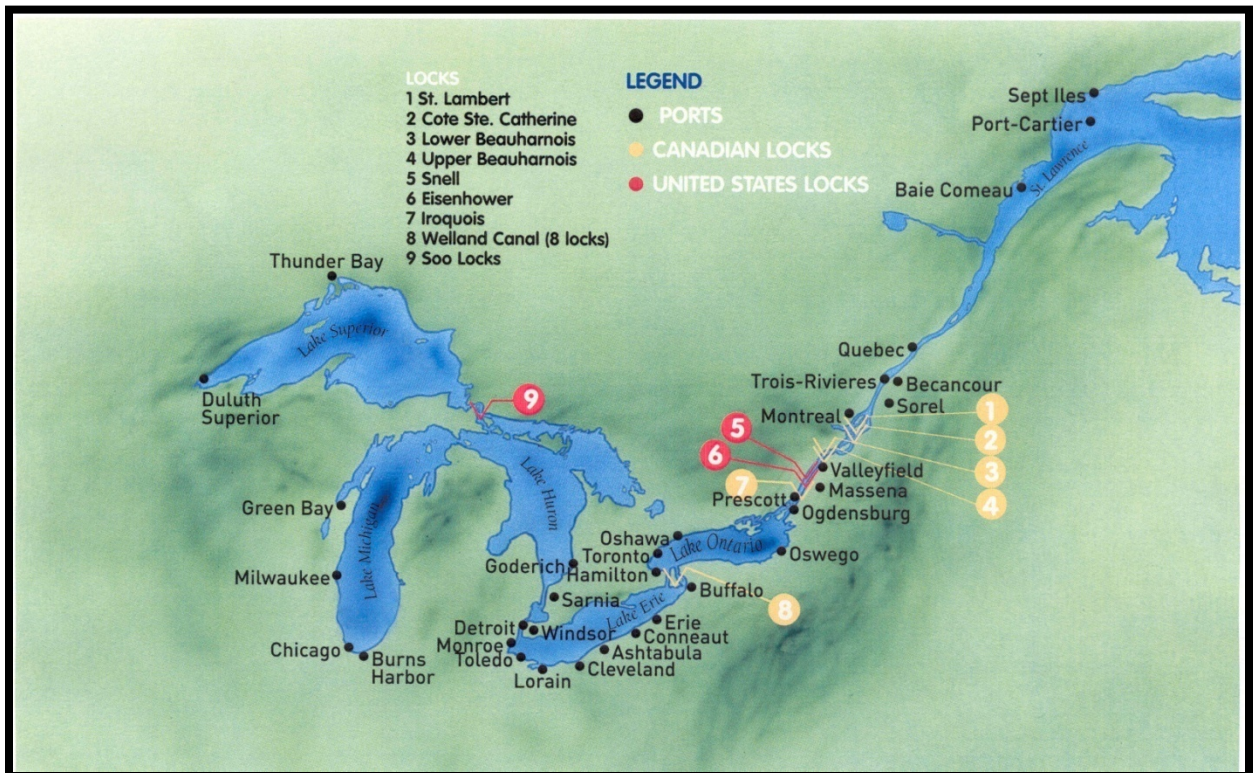 LOCKS
1 St. Lambert
2 Cote Ste. Catherine
3 Lower Beauharnois
4 Upper Beauharnois
5 Snell
6 Eisenhower
7 Iroquois
8 Welland Canal (8 locks)
9 Soo Locks
LEGEND
PORTS
CANADIAN LOCKS
UNITED STATES LOCKS
Sept Iles
Port-Cartier
St. Lawrence
Baie Comeau
Thunder Bay
Lake Superior
Duluth
Superior
9
Quebec
Trois-Rivieres
Becancour
Sorel
Montreal
1
2
3
4
5
6
7
Valleyfield
Massena
Prescott
Ogdensburg
Green Bay
Lake Michigan
Lake Huron
Milwaukee
Chicago
Burns
Harbor
Goderich
Oshawa
Toronto
Hamilton
Lake Ontario
Oswego
Buffalo
8
Sarnia
Lake Erie
Detroit
Windsor
Monroe
Toledo
Lorain
Erie
Conneaut
Ashtabula
Cleveland